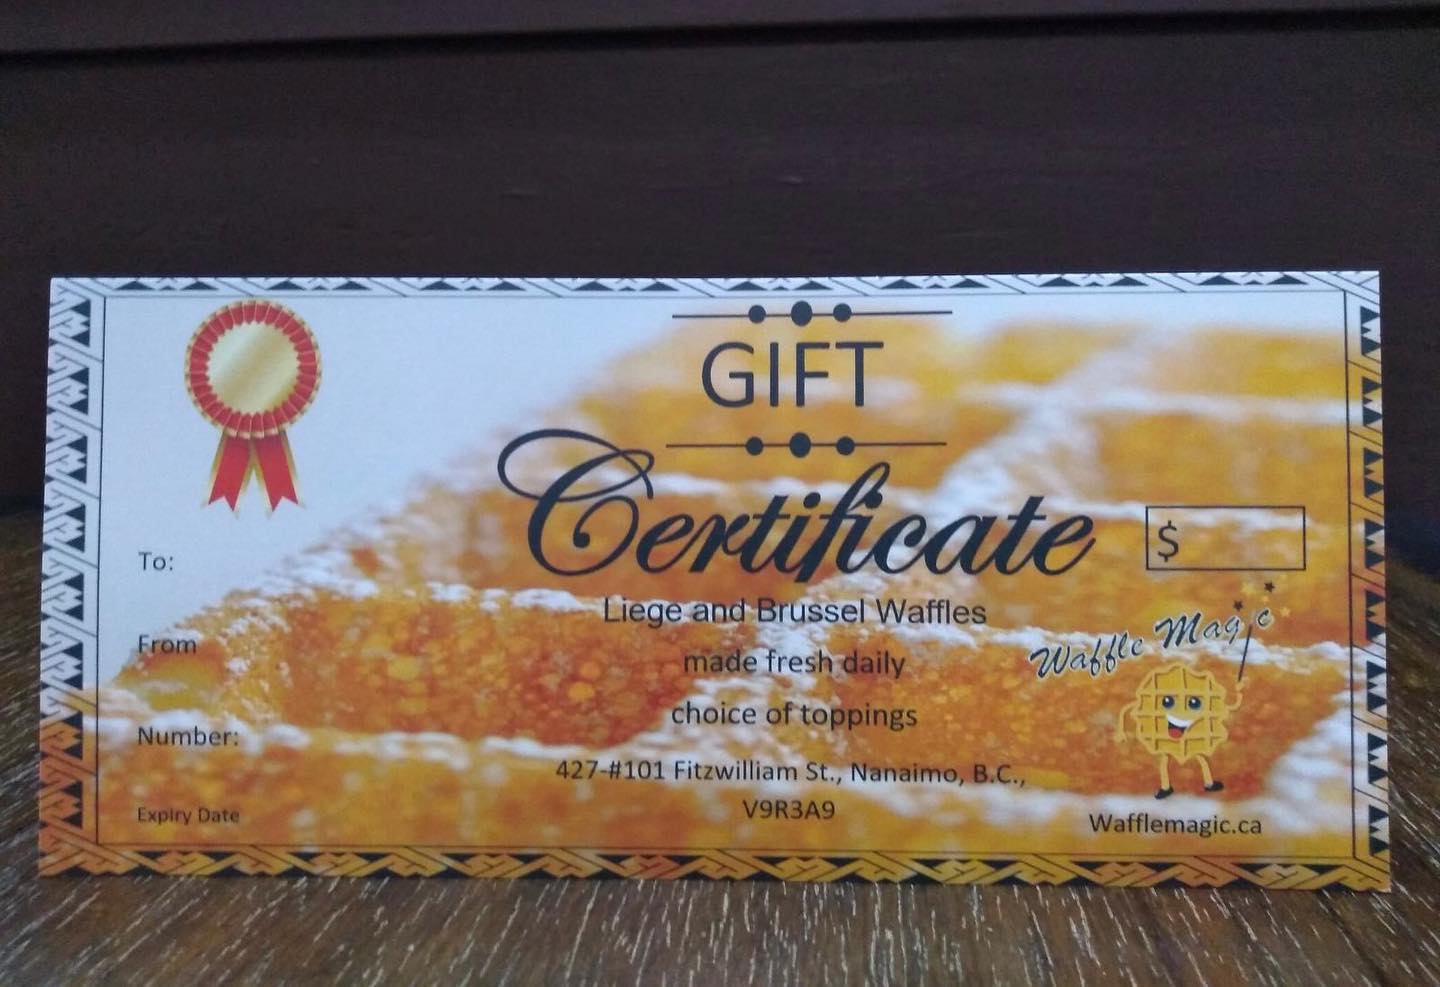 GIFT
Certificate
$
To:
Liege and Brussel Waffles
Waffle Magic
From
made fresh daily
choice of toppings
Number:
427-#101 Fitzwilliam St., Nanaimo, B.C.,
V9R3A9
Expiry Date
Wafflemagic.ca